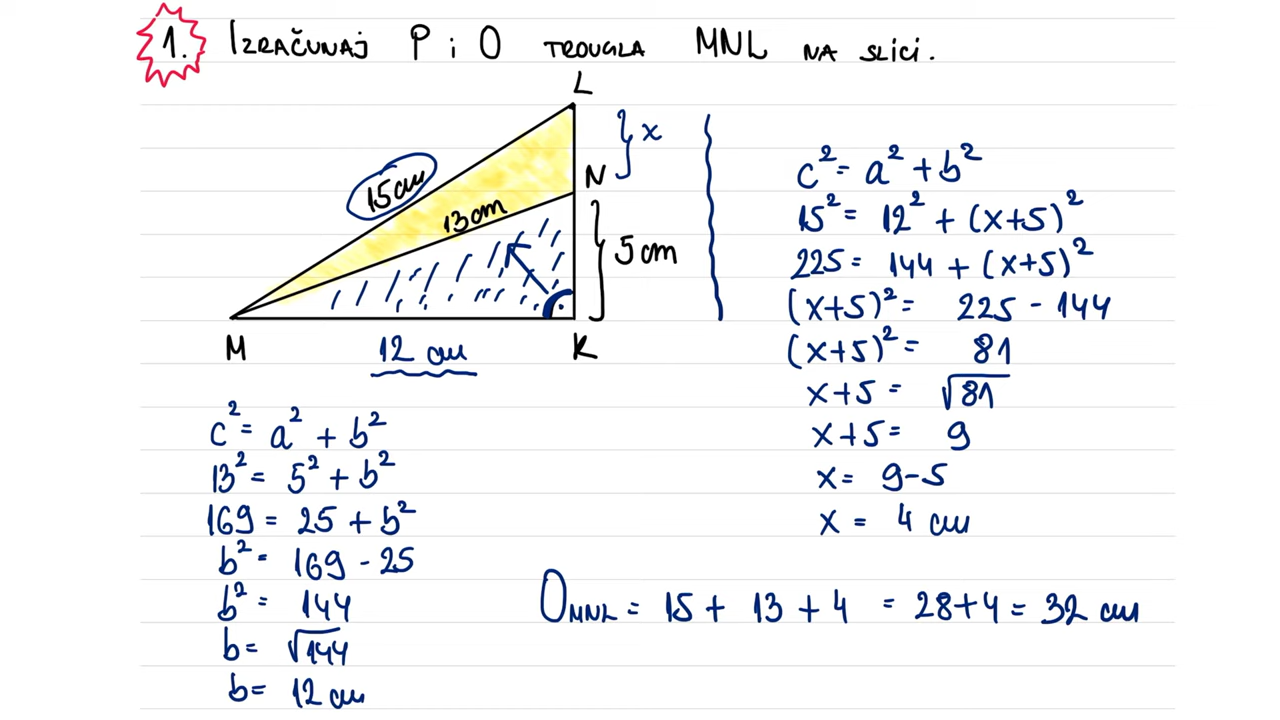 1. IZRAČUNAJ P i O TROUGLA MNL NA SLICI.
L
x
15cm
N
13cm
5cm
M
12 cm
K
c² = a² + b²
13² = 5² + b²
169 = 25 + b²
b² = 169 - 25
b² = 144
b = √144
b = 12 cm
c² = a² + b²
15² = 12² + (x+5)²
225 = 144 + (x+5)²
(x+5)² = 225 - 144
(x+5)² = 81
x+5 = √81
x+5 = 9
x = 9-5
x = 4 cm
O_MNL = 15 + 13 + 4 = 28+4 = 32 cm